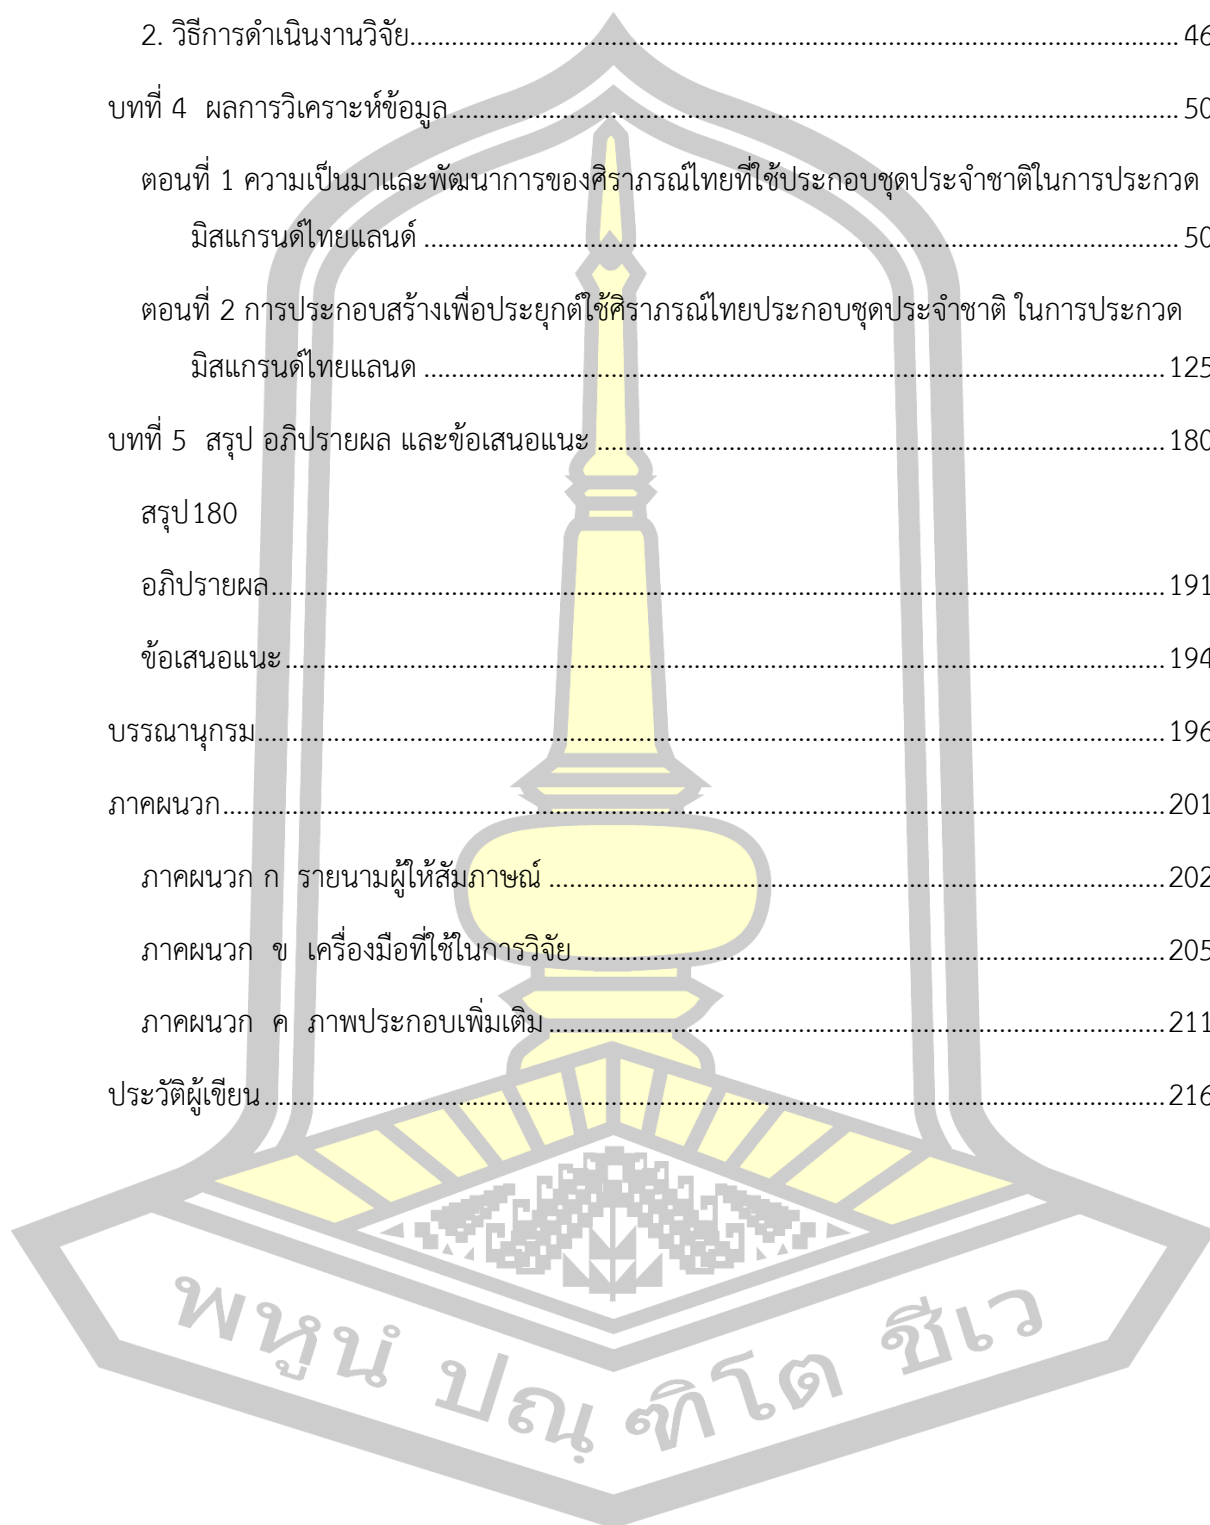 2. วิธีการดำเนินงานวิจัย.......................................................................................................... 46
บทที่ 4 ผลการวิเคราะห์ข้อมูล.................................................................................................... 50
ตอนที่ 1 ความเป็นมาและพัฒนาการของศิราภรณ์ไทยที่ใช้ประกอบชุดประจำชาติในการประกวด
มิสแกรนด์ไทยแลนด์ ........................................................................................................ 50
ตอนที่ 2 การประกอบสร้างเพื่อประยุกต์ใช้ศิราภรณ์ไทยประกอบชุดประจำชาติ ในการประกวด
มิสแกรนด์ไทยแลนด ...................................................................................................... 125
บทที่ 5 สรุป อภิปรายผล และข้อเสนอแนะ .............................................................................. 180
สรุป180
อภิปรายผล........................................................................................................................... 191
ข้อเสนอแนะ......................................................................................................................... 194
บรรณานุกรม............................................................................................................................. 196
ภาคผนวก.................................................................................................................................. 201
ภาคผนวก ก รายนามผู้ให้สัมภาษณ์ ..................................................................................... 202
ภาคผนวก ข เครื่องมือที่ใช้ในการวิจัย.................................................................................. 205
ภาคผนวก ค ภาพประกอบเพิ่มเติม...................................................................................... 211
ประวัติผู้เขียน............................................................................................................................ 216
พหูนํ ปณฺฑิโต ชีเว